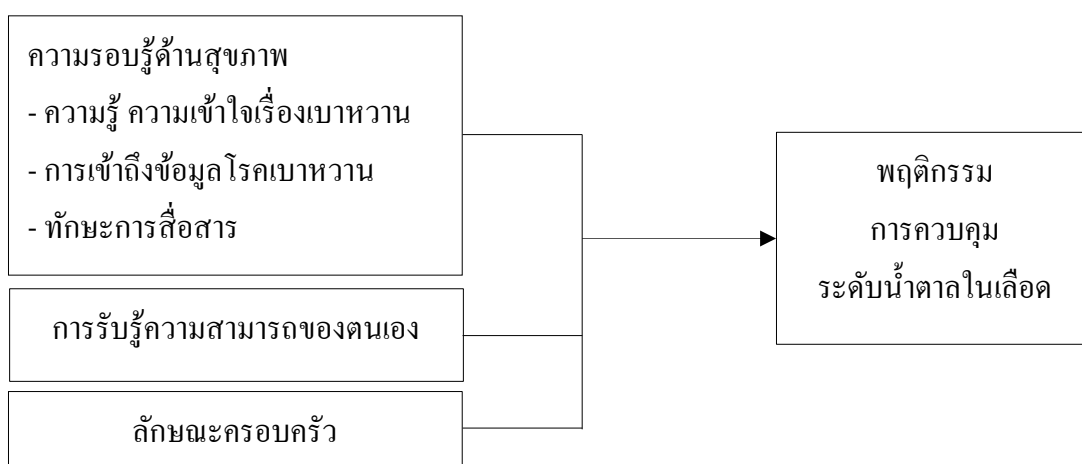 ความรอบรู้ด้านสุขภาพ
- ความรู้ ความเข้าใจเรื่องเบาหวาน
- การเข้าถึงข้อมูลโรคเบาหวาน
- ทักษะการสื่อสาร
การรับรู้ความสามารถของตนเอง
ลักษณะครอบครัว
พฤติกรรม
การควบคุม
ระดับน้ำตาลในเลือด